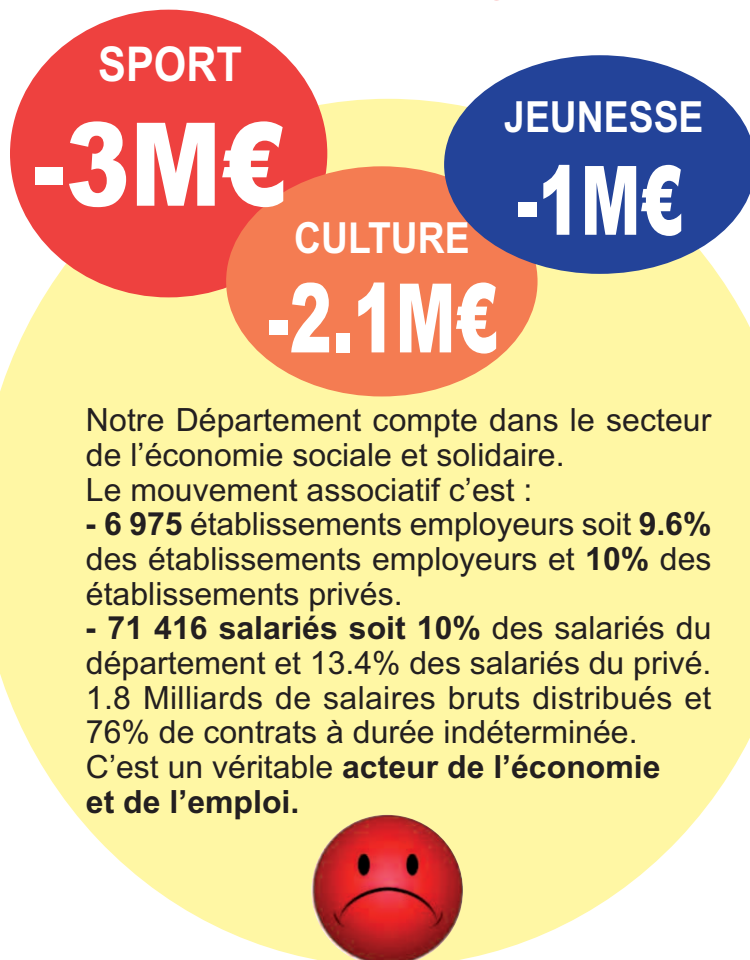 SPORT
-3M€
JEUNESSE
-1M€
CULTURE
-2.1M€
Notre Département compte dans le secteur
de l’économie sociale et solidaire.
Le mouvement associatif c’est :
- 6 975 établissements employeurs soit 9.6%
des établissements employeurs et 10% des
établissements privés.
- 71 416 salariés soit 10% des salariés du
département et 13.4% des salariés du privé.
1.8 Milliards de salaires bruts distribués et
76% de contrats à durée indéterminée.
C’est un véritable acteur de l’économie
et de l’emploi.